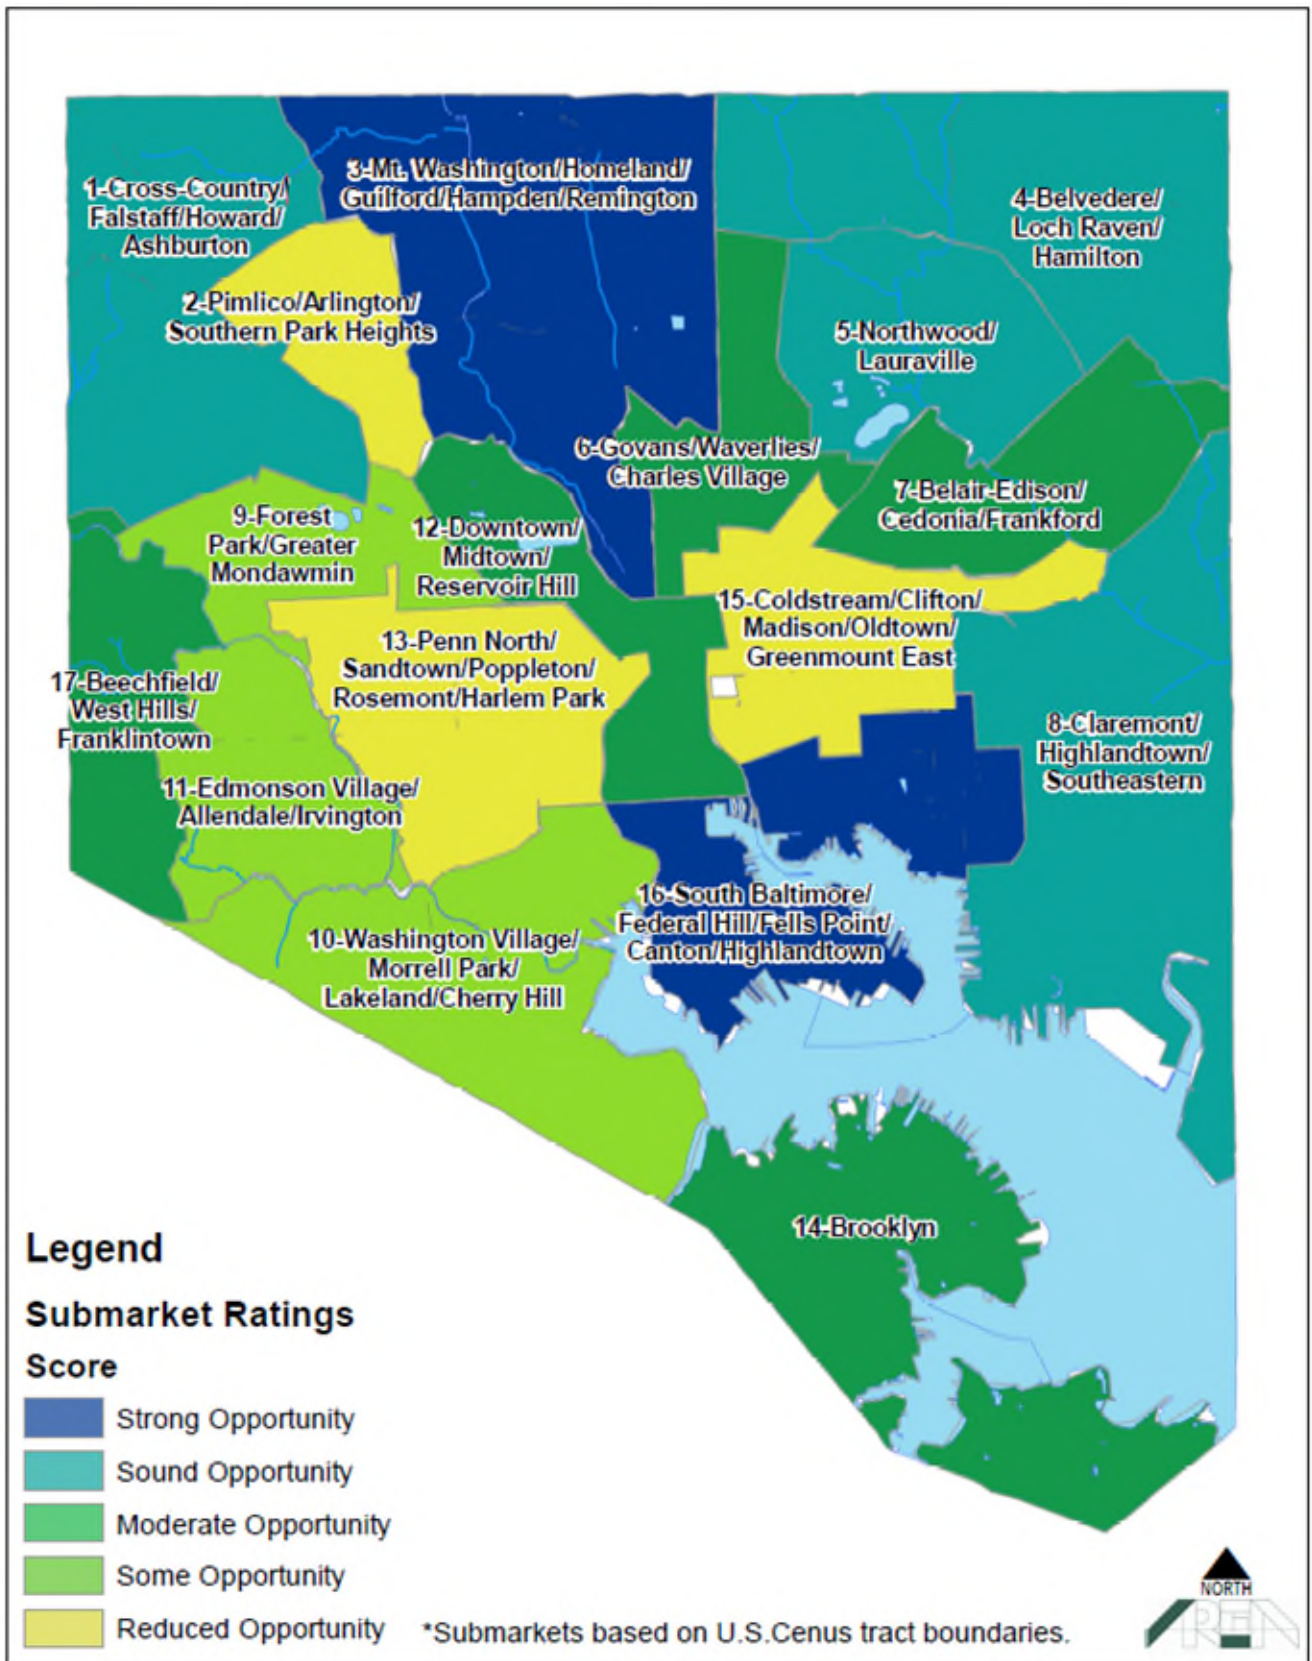 1-Cross-Country/
Falstaff/Howard/
Ashburton
3-Mt. Washington/Homeland/
Guilford/Hampden/Remington
4-Belvedere/
Loch Raven/
Hamilton
2-Pimlico/Arlington/
Southern Park Heights
5-Northwood/
Lauraville
6-Govans/Waverlies/
Charles Village
7-Belair-Edison/
Cedonia/Frankford
9-Forest
Park/Greater
Mondawmin
12-Downtown/
Midtown/
Reservoir Hill
15-Coldstream/Clifton/
Madison/Oldtown/
Greenmount East
13-Penn North/
Sandtown/Poppleton/
Rosemont/Harlem Park
17-Beechfield/
West Hills/
Franklintown
8-Claremont/
Highlandtown/
Southeastern
11-Edmonson Village/
Allendale/Irvington
16-South Baltimore/
Federal Hill/Fells Point/
Canton/Highlandtown
10-Washington Village/
Morrell Park/
Lakeland/Cherry Hill
14-Brooklyn
Legend
Submarket Ratings
Score
Strong Opportunity
Sound Opportunity
Moderate Opportunity
Some Opportunity
Reduced Opportunity
*Submarkets based on U.S.Cenus tract boundaries.
NORTH